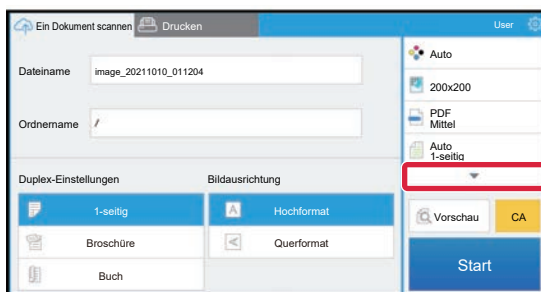 Ein Dokument scannen
Drucken
User
Dateiname
image_20211010_011204
Ordnername
/
Duplex-Einstellungen
Bildausrichtung
1-seitig
Broschüre
Buch
A Hochformat
A Querformat
Auto
200x200
PDF
Mittel
Auto
1-seitig
Vorschau
CA
Start